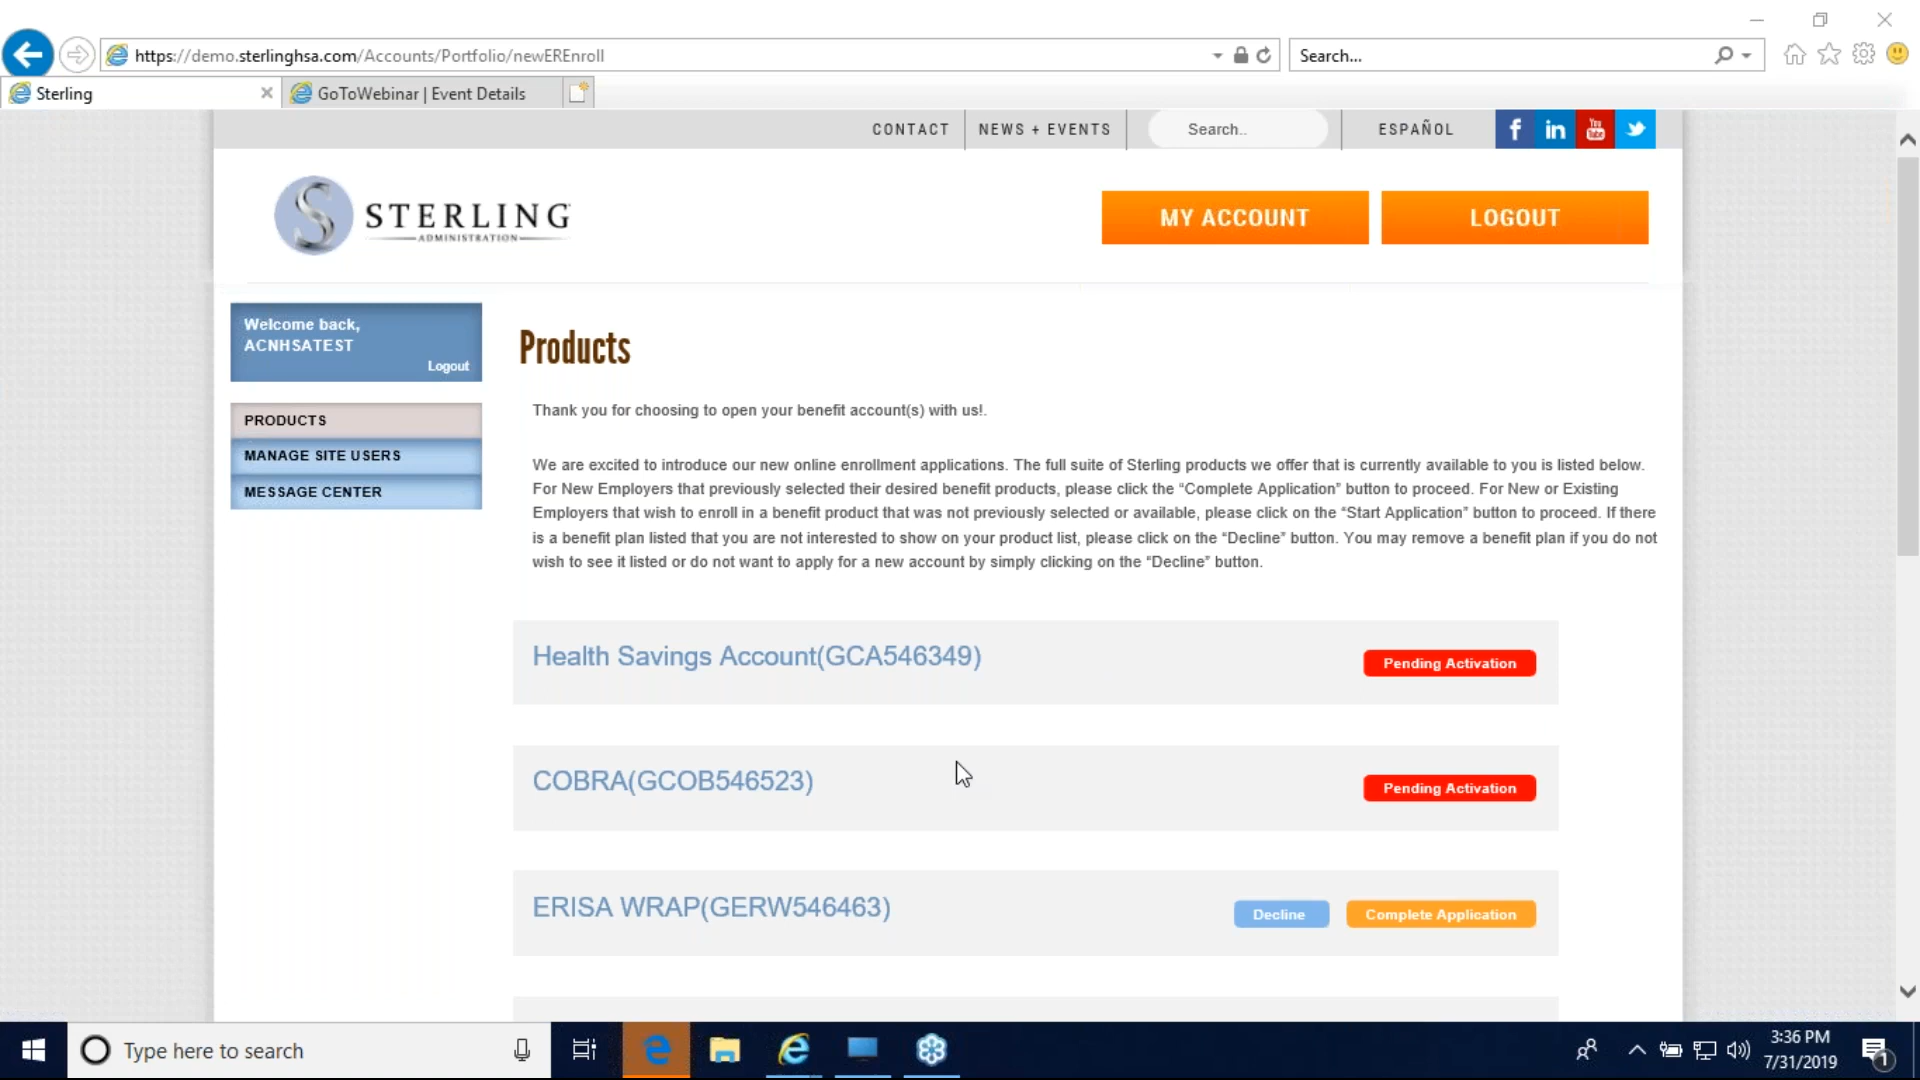 https://demo.sterlinghsa.com/Accounts/Portfolio/newEREnroll
Search...
Sterling
GoToWebinar | Event Details
CONTACT
NEWS + EVENTS
Search..
ESPAÑOL
f
in
You Tube
S
STERLING
ADMINISTRATION
MY ACCOUNT
LOGOUT
Welcome back,
ACNHSATEST
Logout
PRODUCTS
MANAGE SITE USERS
MESSAGE CENTER
Products
Thank you for choosing to open your benefit account(s) with us!.
We are excited to introduce our new online enrollment applications. The full suite of Sterling products we offer that is currently available to you is listed below.
For New Employers that previously selected their desired benefit products, please click the “Complete Application” button to proceed. For New or Existing
Employers that wish to enroll in a benefit product that was not previously selected or available, please click on the “Start Application” button to proceed. If there
is a benefit plan listed that you are not interested to show on your product list, please click on the “Decline” button. You may remove a benefit plan if you do not
wish to see it listed or do not want to apply for a new account by simply clicking on the “Decline” button.
Health Savings Account(GCA546349)
Pending Activation
COBRA(GCOB546523)
Pending Activation
ERISA WRAP(GERW546463)
Decline
Complete Application
Type here to search
3:36 PM
7/31/2019
1